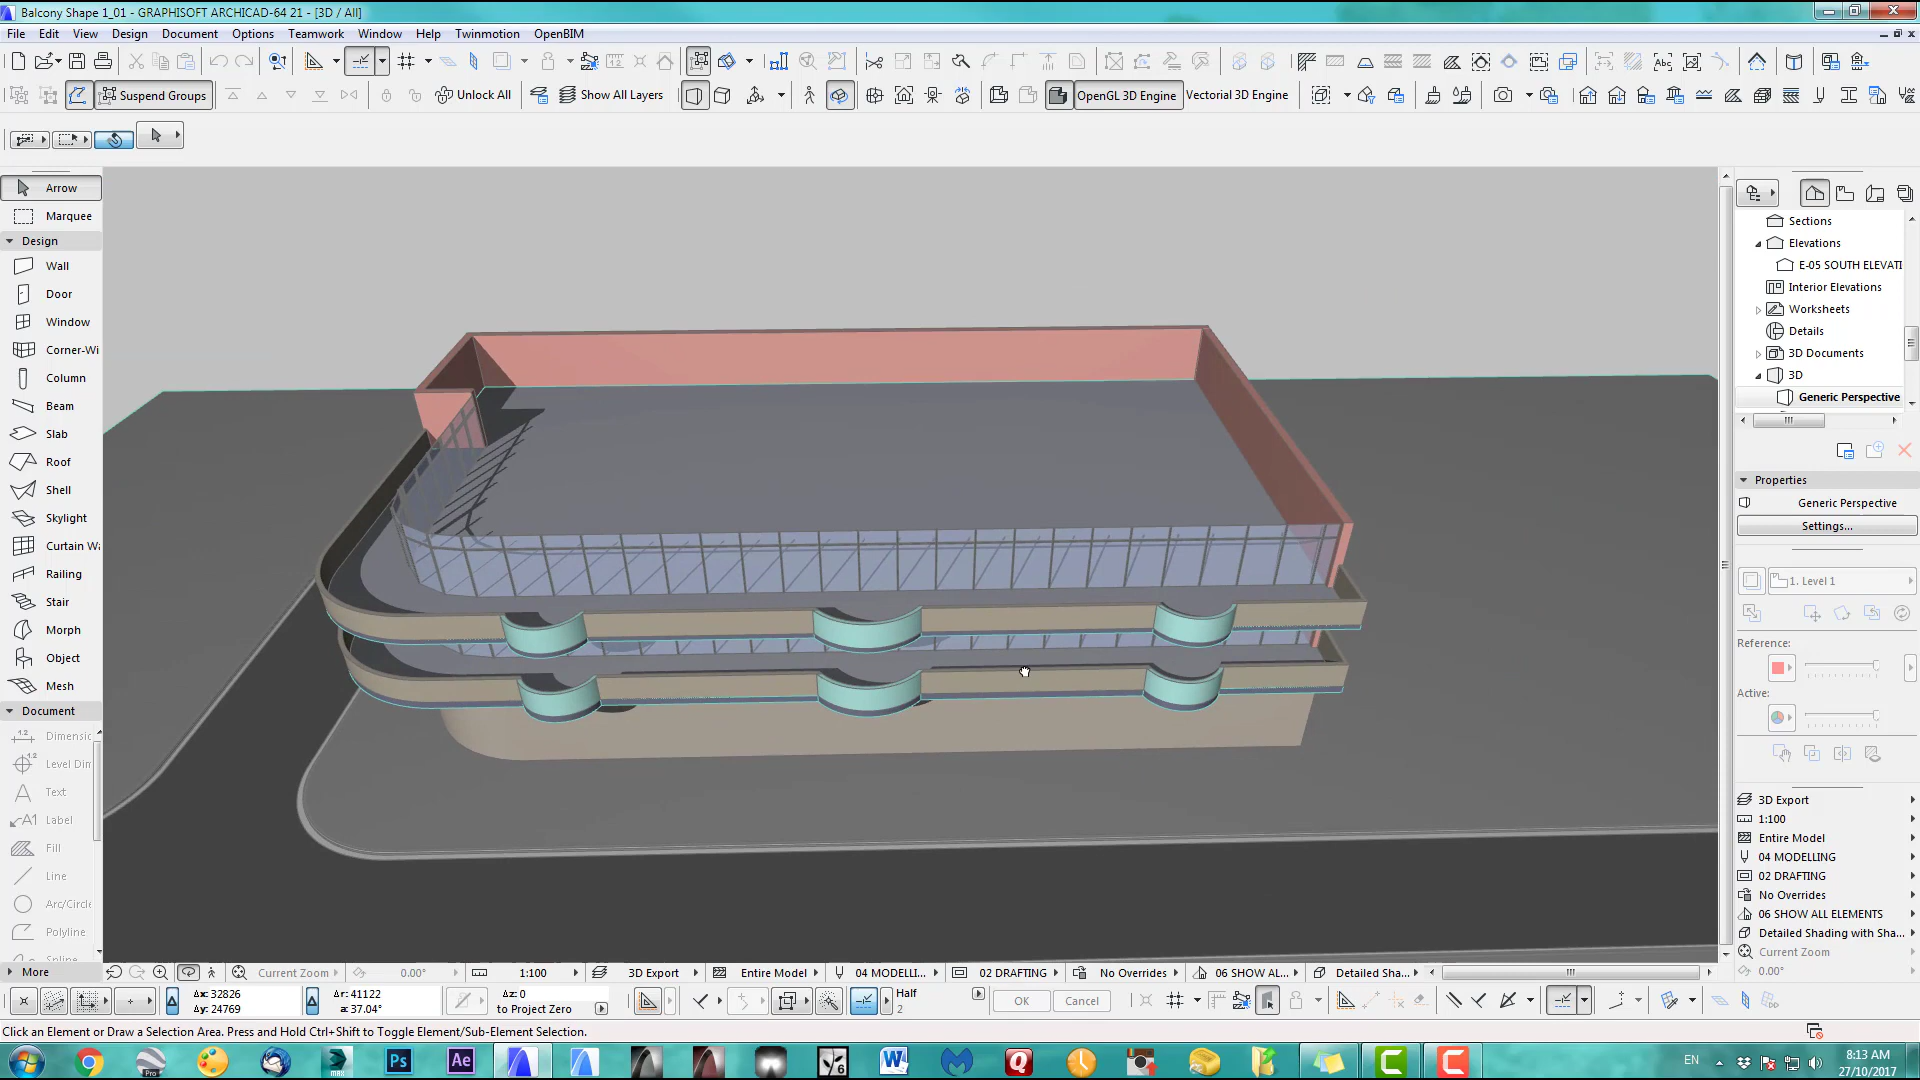 Balcony Shape 1_01 - GRAPHISOFT ARCHICAD-64 21 - [3D / All]
File Edit View Design Document Options Teamwork Window Help Twinmotion OpenBIM
Suspend Groups Unlock All Show All Layers OpenGL 3D Engine Vectorial 3D Engine
Arrow
Marquee
Design
Wall
Door
Window
Corner-Wi
Column
Beam
Slab
Roof
Shell
Skylight
Curtain Wa
Railing
Stair
Morph
Object
Mesh
Document
Dimensic
Level Dim
Text
Label
Fill
Line
Arc/Circle
Polyline
Spline
More
Sections
Elevations
E-05 SOUTH ELEVATI
Interior Elevations
Worksheets
Details
3D Documents
3D
Generic Perspective
Properties
Generic Perspective
Settings...
1. Level 1
Reference:
Active:
3D Export
1:100
Entire Model
04 MODELLING
02 DRAFTING
No Overrides
06 SHOW ALL ELEMENTS
Detailed Shading with Sha...
Current Zoom
0.00°
Current Zoom 0.00° 1:100 3D Export Entire Model 04 MODELLI... 02 DRAFTING No Overrides 06 SHOW AL... Detailed Sha...
Δx: 32826 Δr: 41122 Δz: 0 Half
Δy: 24769 a: 37.04° to Project Zero 2 OK Cancel
Click an Element or Draw a Selection Area. Press and Hold Ctrl+Shift to Toggle Element/Sub-Element Selection.
EN
8:13 AM
27/10/2017